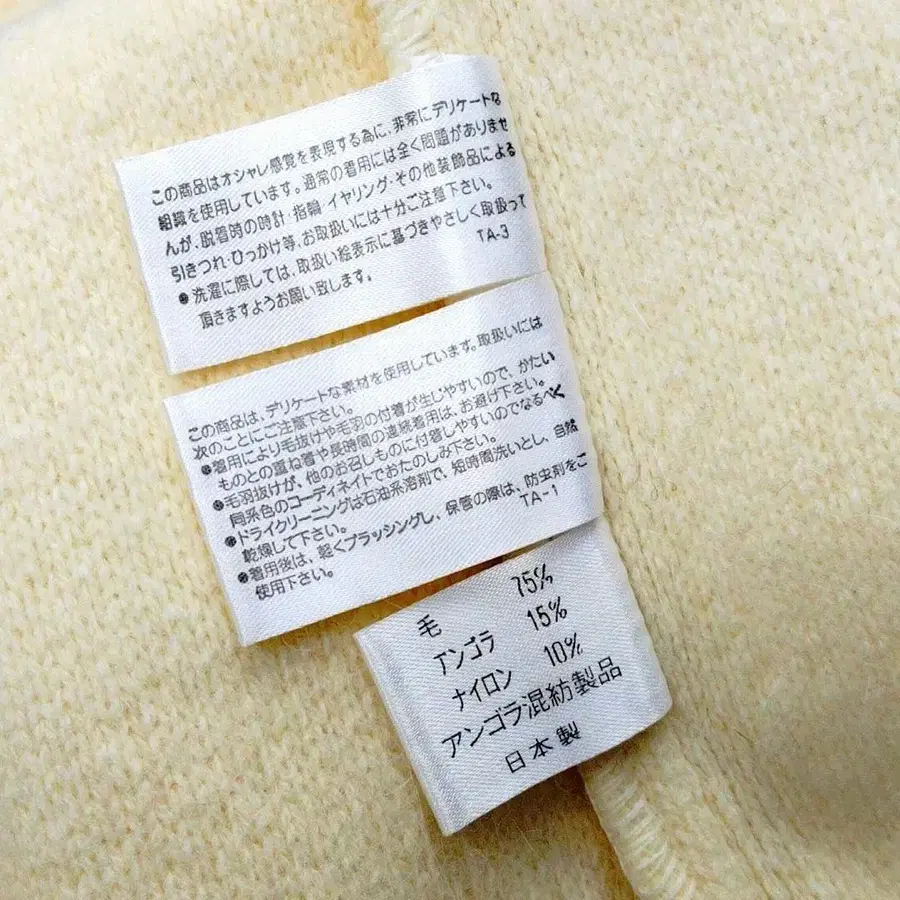 この商品はオシャレ感覚を表現する為に、非常にデリケートな
組織を使用しています。通常の着用には全く問題がありませ
んが、脱着時の時計・指輪・イヤリング・その他装飾品による
引きつれ・ひっかけ等、お取扱いには十分ご注意下さい。
●洗濯に際しては、取扱い絵表示に基づきやさしく取扱って
頂きますようお願い致します。
TA-3
この商品は、デリケートな素材を使用しています。取扱いには
次のことにご注意下さい。
●着用により毛抜けや毛羽の付着が生じやすいので、かたい
ものとの重ね着や長時間の連続着用は、お避け下さい。
●毛羽抜けが、他のお召しものに付着しやすいのでなるべく
同系色のコーディネイトでおたのしみ下さい。
●ドライクリーニングは石油系溶剤で、短時間洗いとし、自然
乾燥して下さい。
●着用後は、軽くブラッシングし、保管の際は、防虫剤をご
使用下さい。
TA-1
毛 75%
アンゴラ 15%
ナイロン 10%
アンゴラ混紡製品
日本製